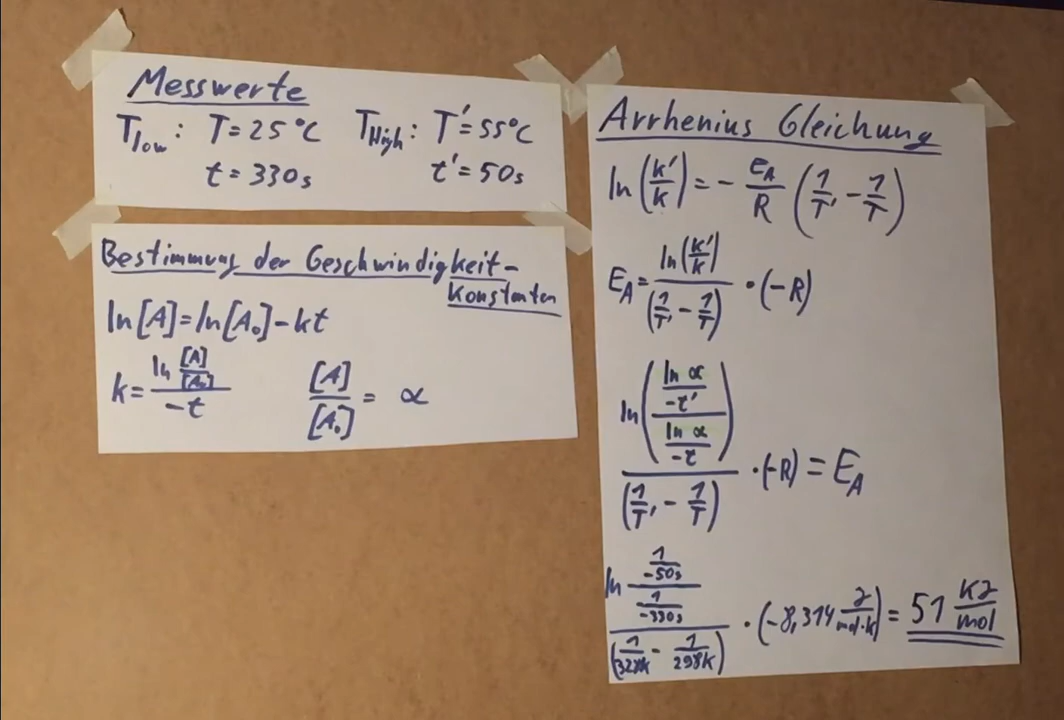 Messwerte
T_low: T=25°C T_High: T'=55°C
t=330s t'=50s
Bestimmung der Geschwindigkeit-
Konstanten
ln[A]=ln[A₀]-kt
k= (ln [A]/[A₀])/(-t) [A]/[A₀] = α
Arrhenius Gleichung
ln(k'/k)=- E_A/R (1/T' - 1/T)
E_A= ln(k'/k)/(1/T' - 1/T) · (-R)
ln((ln α/-t')/(ln α/-t))/(1/T' - 1/T) · (-R) = E_A
ln((1/-50s)/(1/-330s))/(1/328K - 1/298K) · (-8,314 J/mol·K) = 51 KJ/mol